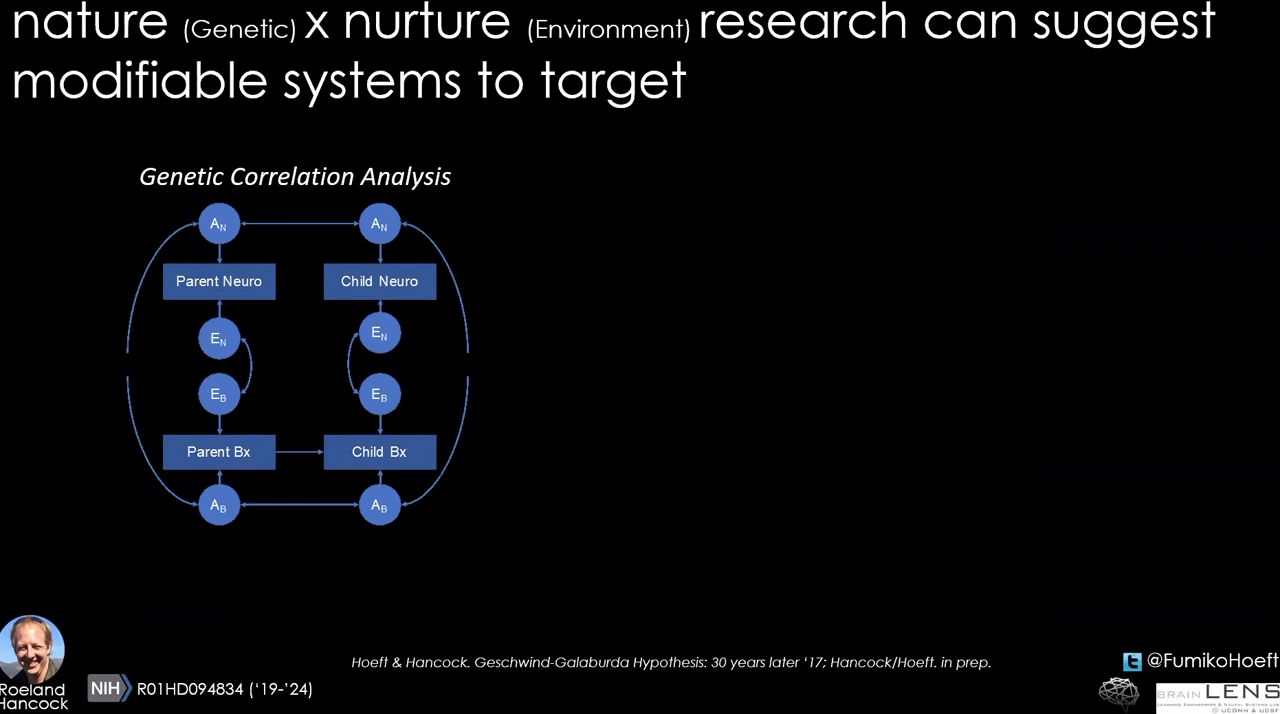 nature (Genetic) x nurture (Environment) research can suggest
modifiable systems to target
Genetic Correlation Analysis
AN AN
Parent Neuro Child Neuro
EN EN
EB EB
Parent Bx Child Bx
AB AB
Hoeft & Hancock. Geschwind-Galaburda Hypothesis: 30 years later ‘17; Hancock/Hoeft. in prep.
@FumikoHoeft
Roeland
Hancock
NIH R01HD094834 (‘19-’24)
BRAIN LENS
@ UCONN & UCSF